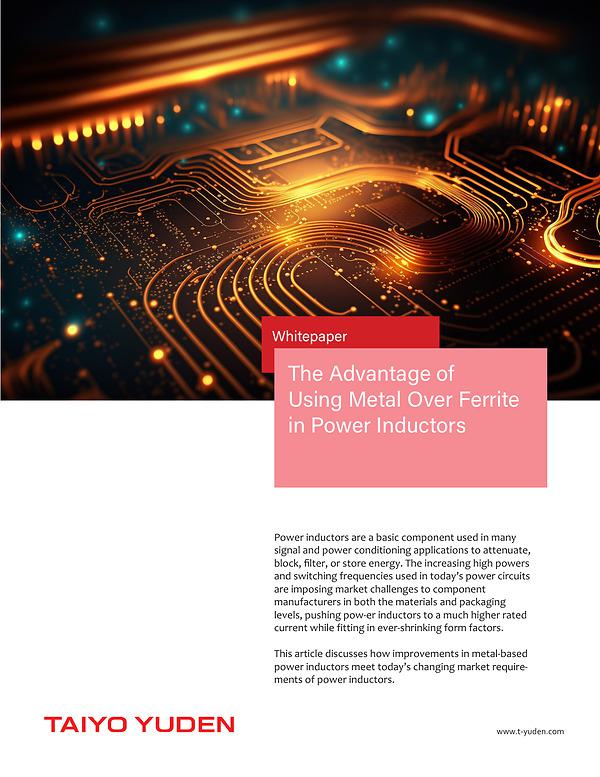 Whitepaper
The Advantage of
Using Metal Over Ferrite
in Power Inductors
Power inductors are a basic component used in many
signal and power conditioning applications to attenuate,
block, filter, or store energy. The increasing high powers
and switching frequencies used in today's power circuits
are imposing market challenges to component
manufacturers in both the materials and packaging
levels, pushing pow-er inductors to a much higher rated
current while fitting in ever-shrinking form factors.
This article discusses how improvements in metal-based
power inductors meet today's changing market require-
ments of power inductors.
TAIYO YUDEN
www.t-yuden.com